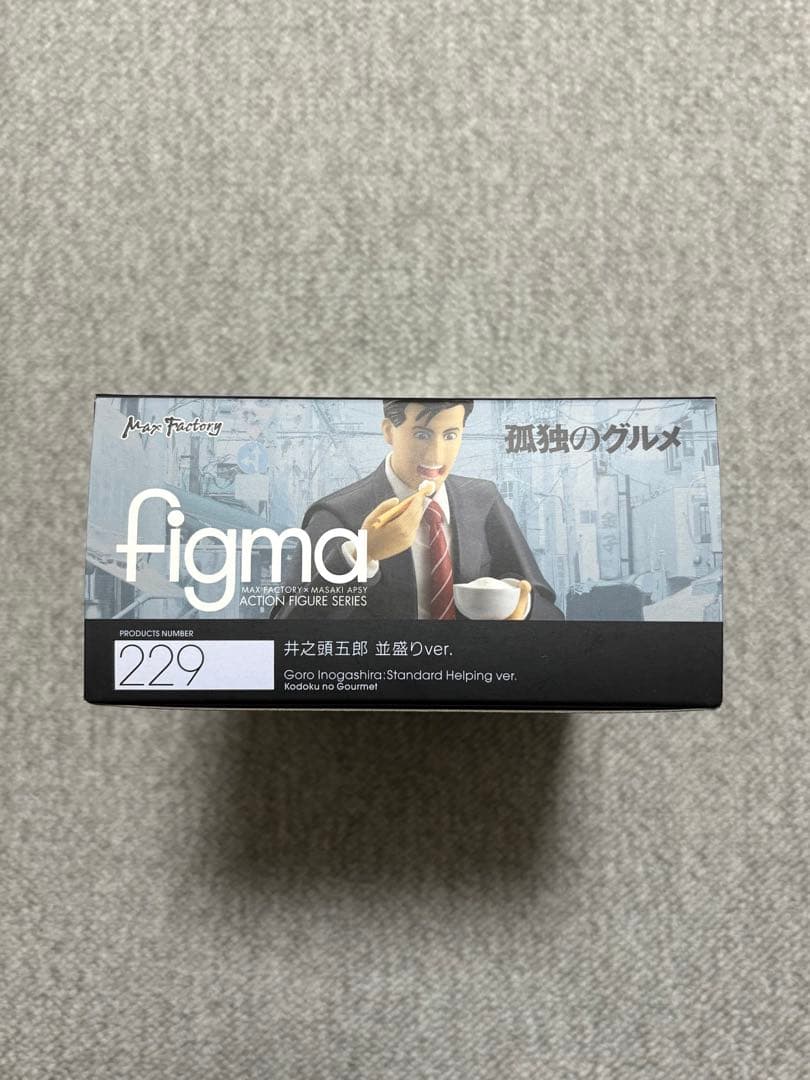 Max Factory
孤独のグルメ
figma
MAX FACTORY × MASAKI APSY
ACTION FIGURE SERIES
PRODUCTS NUMBER
229
井之頭五郎 並盛りver.
Goro Inogashira:Standard Helping ver.
Kodoku no Gourmet